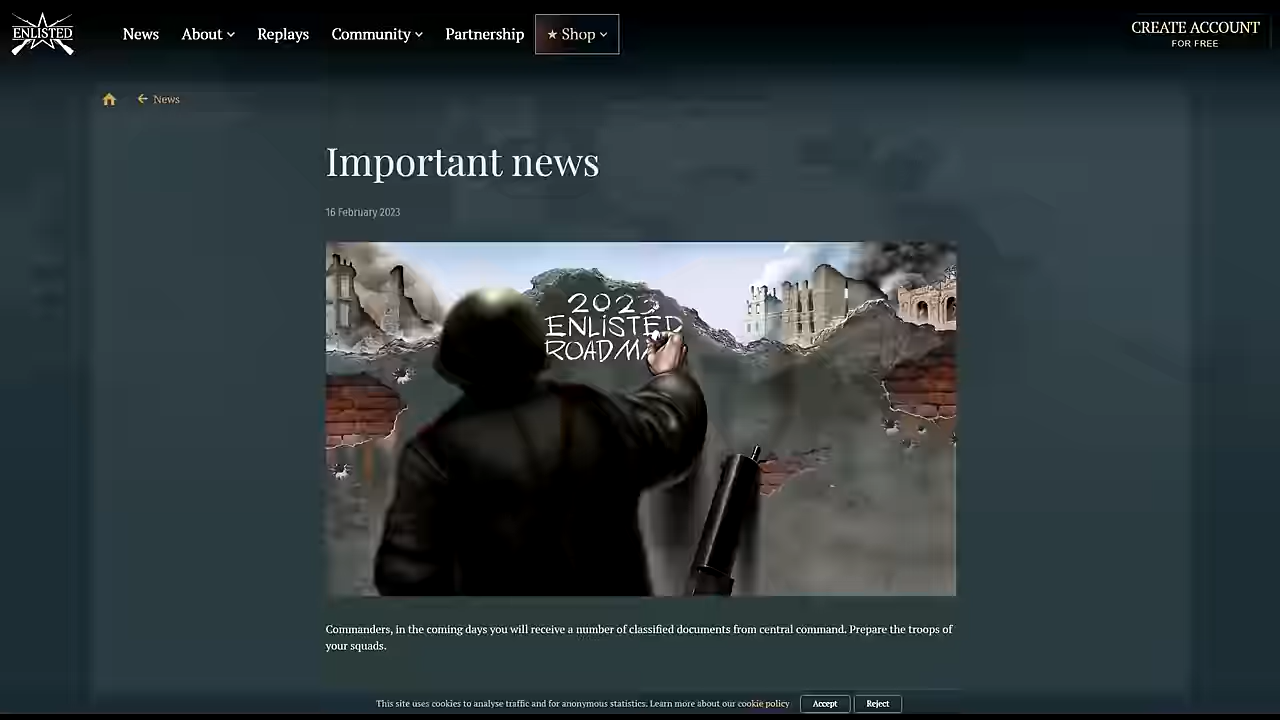 ENLISTED
News
About
Replays
Community
Partnership
★ Shop
CREATE ACCOUNT
FOR FREE
← News
Important news
16 February 2023
2023
ENLISTED
ROADM
Commanders, in the coming days you will receive a number of classified documents from central command. Prepare the troops of
your squads.
This site uses cookies to analyse traffic and for anonymous statistics. Learn more about our cookie policy
Accept
Reject